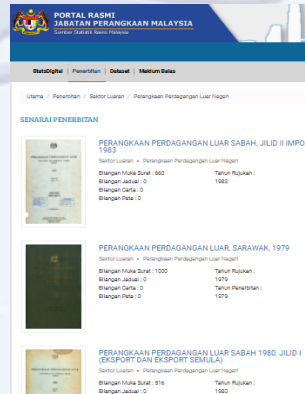 PORTAL RASMI
JABATAN PERANGKAAN MALAYSIA
Sumber Statistik Rasmi Malaysia
StatsDigital | Penerbitan | Dataset | Maklum Balas
Utama / Penerbitan / Sektor Luaran / Perangkaan Perdagangan Luar Negeri
SENARAI PENERBITAN
PERANGKAAN PERDAGANGAN LUAR SABAH, JILID II IMPO
1983
Sektor Luaran - Perangkaan Perdagangan Luar Negeri
Bilangan Muka Surat : 660 Tahun Rujukan :
Bilangan Jadual : 0 1983
Bilangan Carta : 0
Bilangan Peta : 0
PERANGKAAN PERDAGANGAN LUAR, SARAWAK, 1979
Sektor Luaran - Perangkaan Perdagangan Luar Negeri
Bilangan Muka Surat : 1000 Tahun Rujukan :
Bilangan Jadual : 0 1979
Bilangan Carta : 0 Tahun Penerbitan :
Bilangan Peta : 0 1979
PERANGKAAN PERDAGANGAN LUAR SABAH 1980, JILID I
(EKSPORT DAN EKSPORT SEMULA)
Sektor Luaran - Perangkaan Perdagangan Luar Negeri
Bilangan Muka Surat : 516 Tahun Rujukan :
Bilangan Jadual : 0 1980